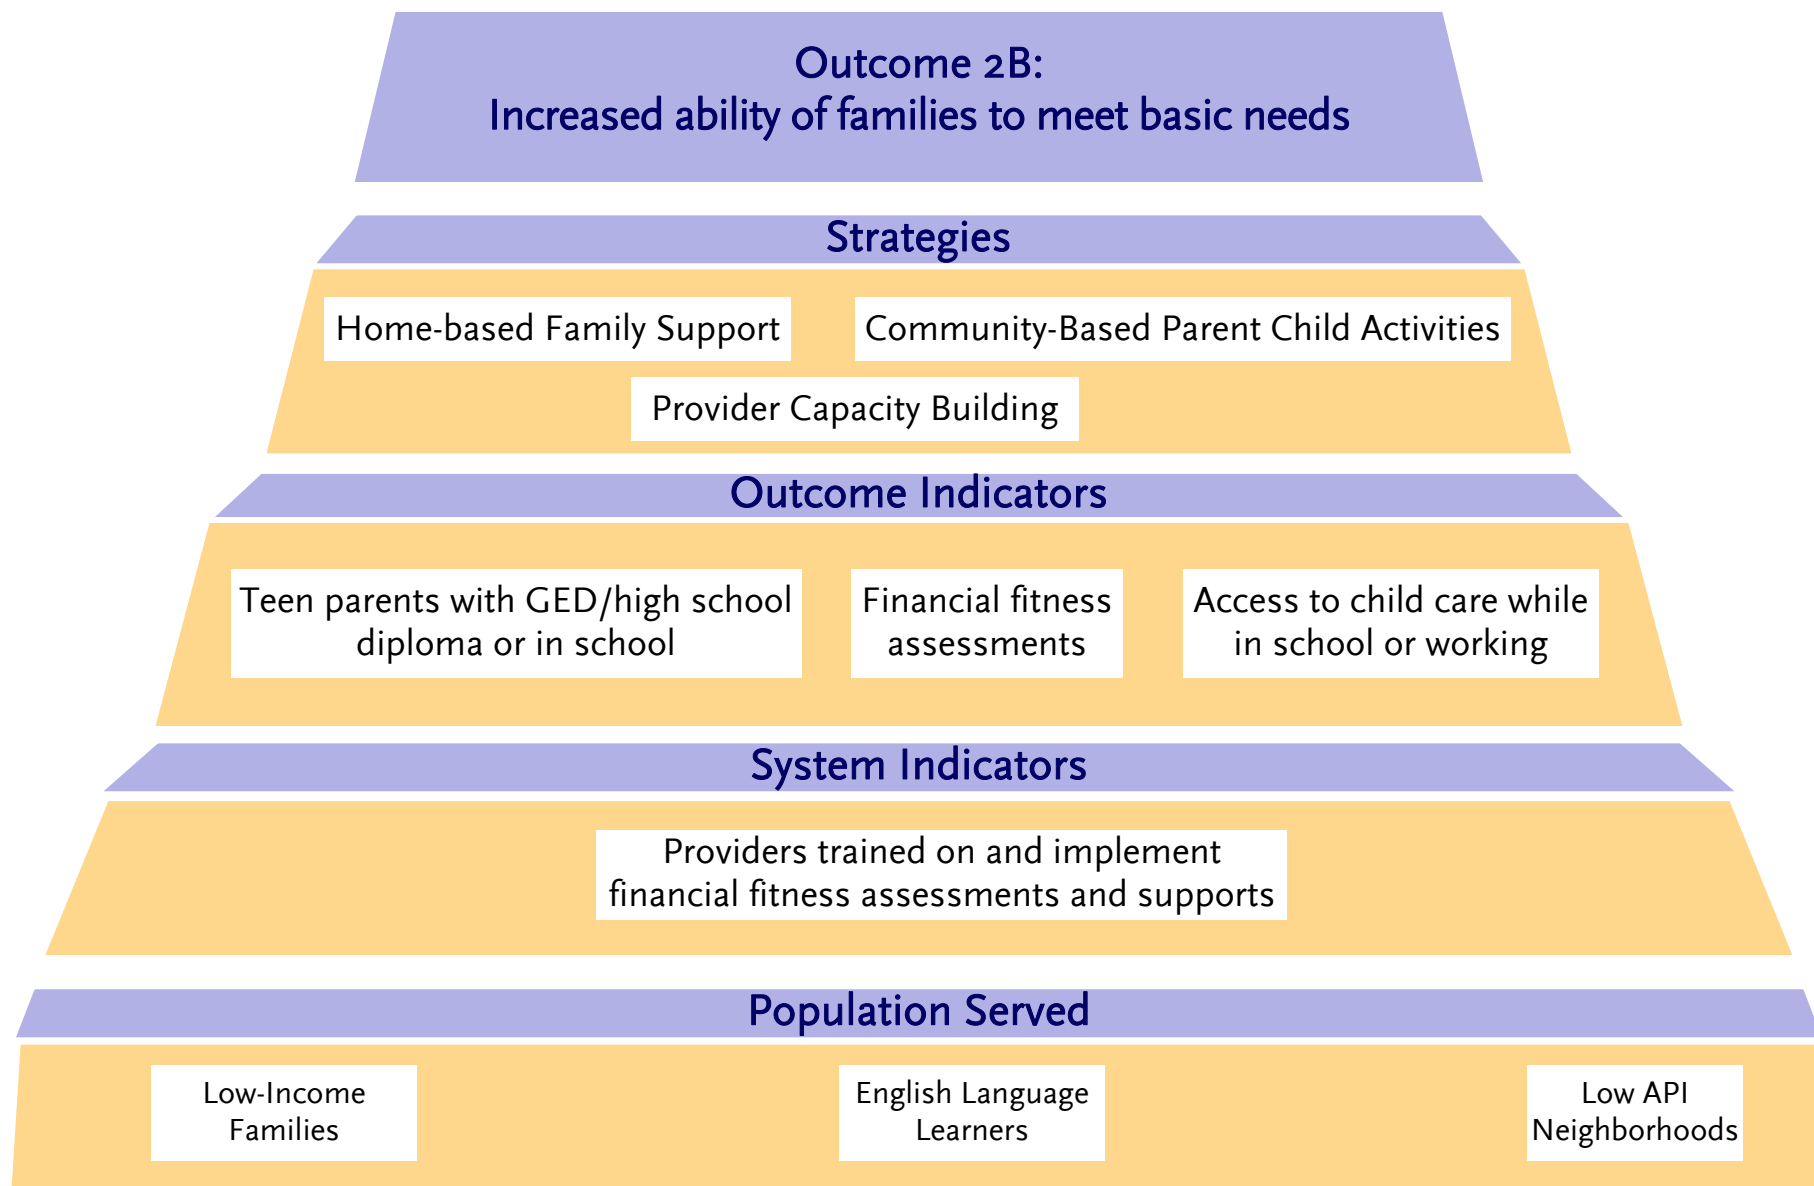 Outcome 2B:
Increased ability of families to meet basic needs
Strategies
Home-based Family Support
Community-Based Parent Child Activities
Provider Capacity Building
Outcome Indicators
Teen parents with GED/high school
diploma or in school
Financial fitness
assessments
Access to child care while
in school or working
System Indicators
Providers trained on and implement
financial fitness assessments and supports
Population Served
Low-Income
Families
English Language
Learners
Low API
Neighborhoods